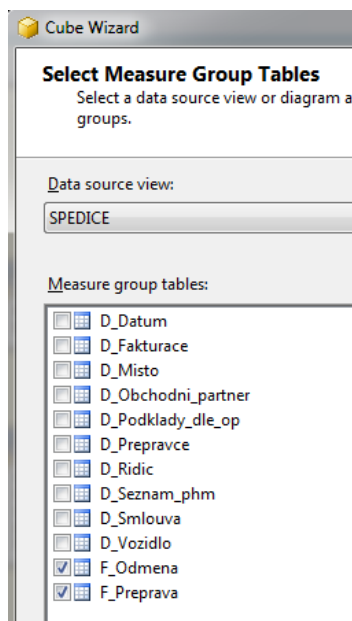 Cube Wizard
Select Measure Group Tables
Select a data source view or diagram a
groups.
Data source view:
SPEDICE
Measure group tables:
D_Datum
D_Fakturace
D_Misto
D_Obchodni_partner
D_Podklady_dle_op
D_Prepravce
D_Ridic
D_Seznam_phm
D_Smlouva
D_Vozidlo
F_Odmena
F_Preprava